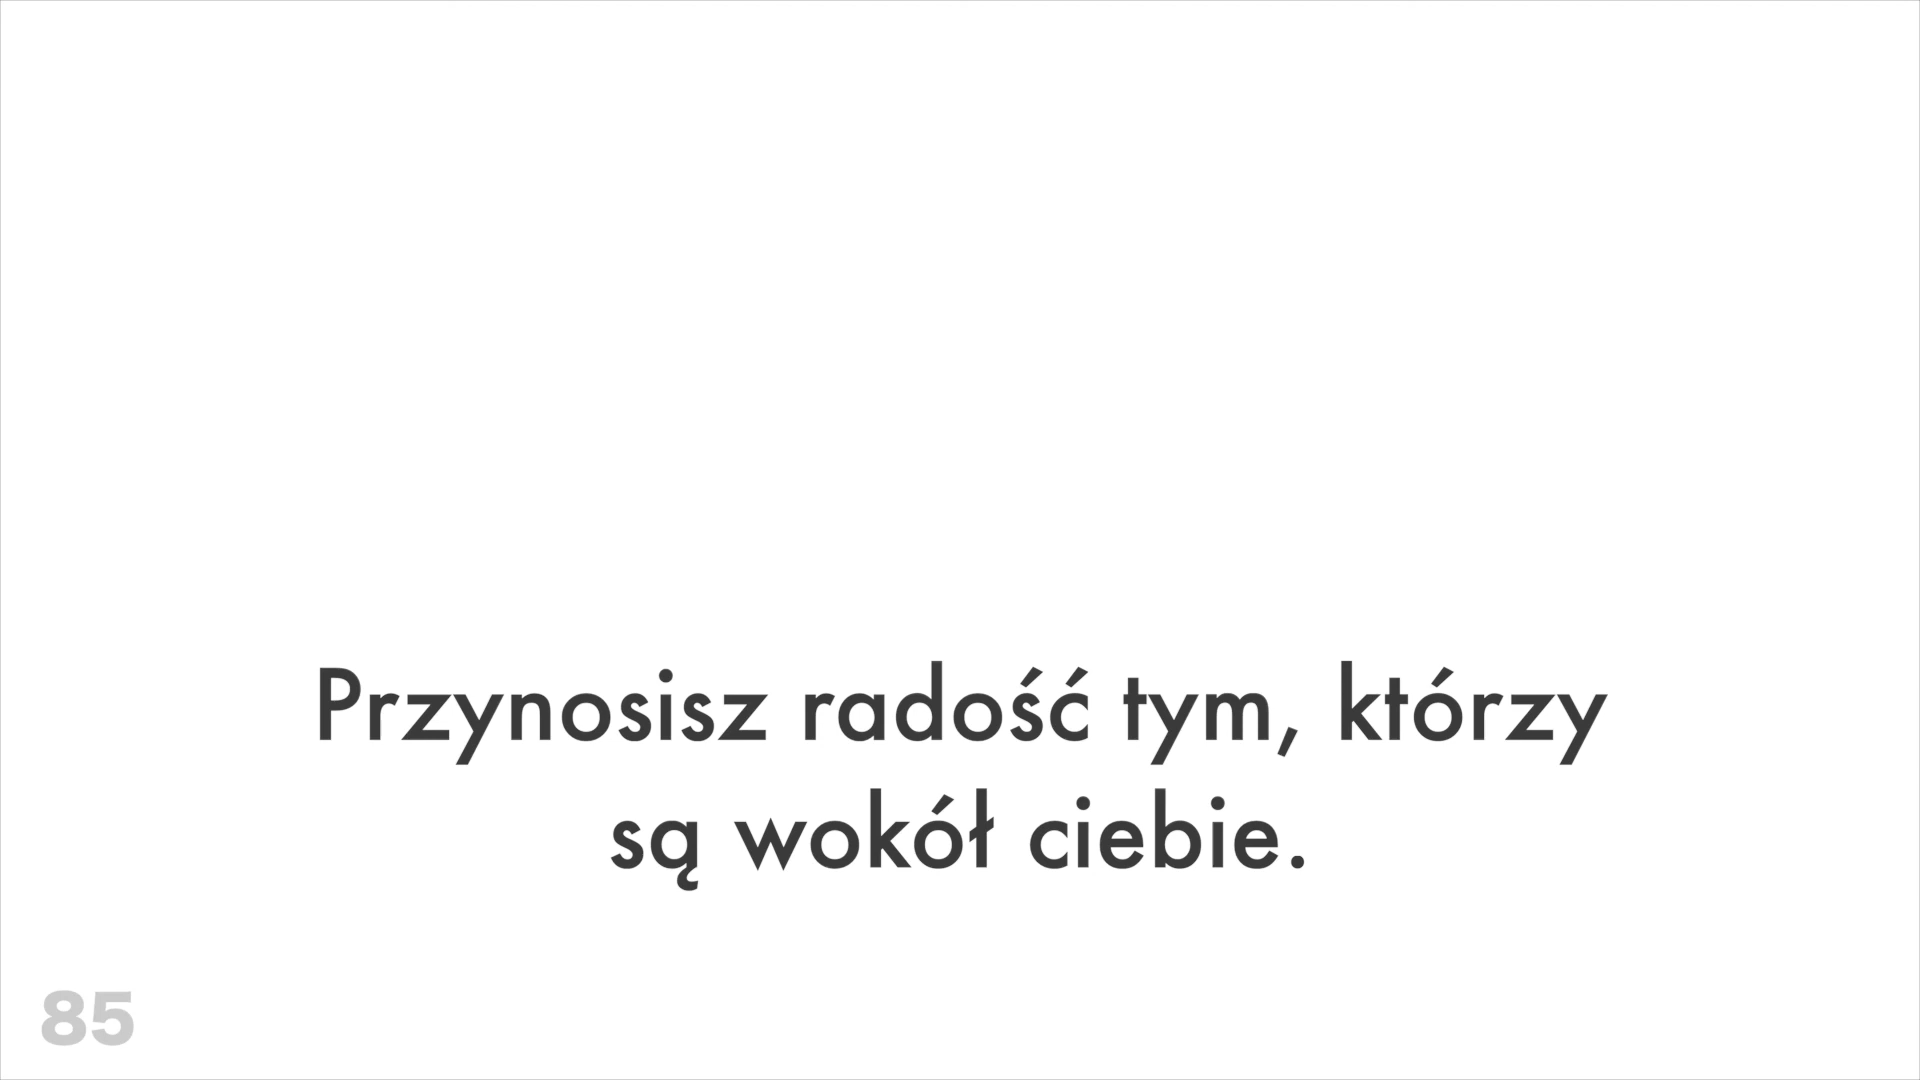 Przynosisz radość tym, którzy
są wokół ciebie.
85